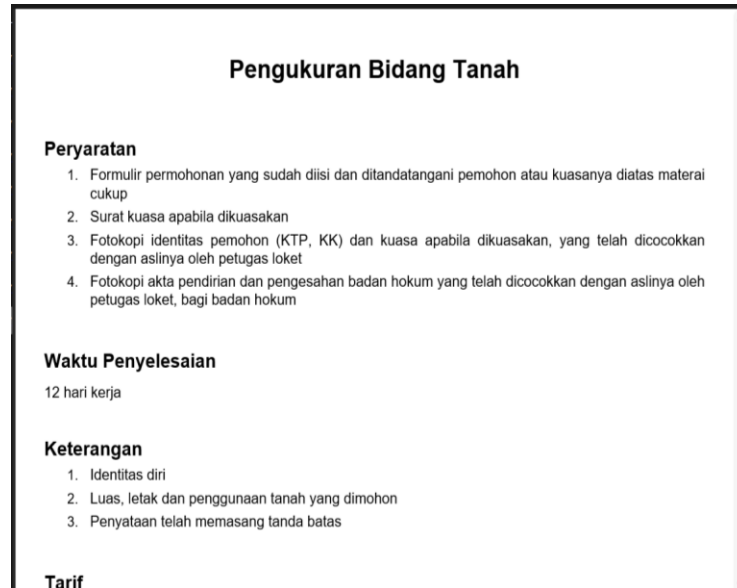 Pengukuran Bidang Tanah
Peryaratan
1. Formulir permohonan yang sudah diisi dan ditandatangani pemohon atau kuasanya diatas materai
cukup
2. Surat kuasa apabila dikuasakan
3. Fotokopi identitas pemohon (KTP, KK) dan kuasa apabila dikuasakan, yang telah dicocokkan
dengan aslinya oleh petugas loket
4. Fotokopi akta pendirian dan pengesahan badan hokum yang telah dicocokkan dengan aslinya oleh
petugas loket, bagi badan hokum
Waktu Penyelesaian
12 hari kerja
Keterangan
1. Identitas diri
2. Luas, letak dan penggunaan tanah yang dimohon
3. Penyataan telah memasang tanda batas
Tarif